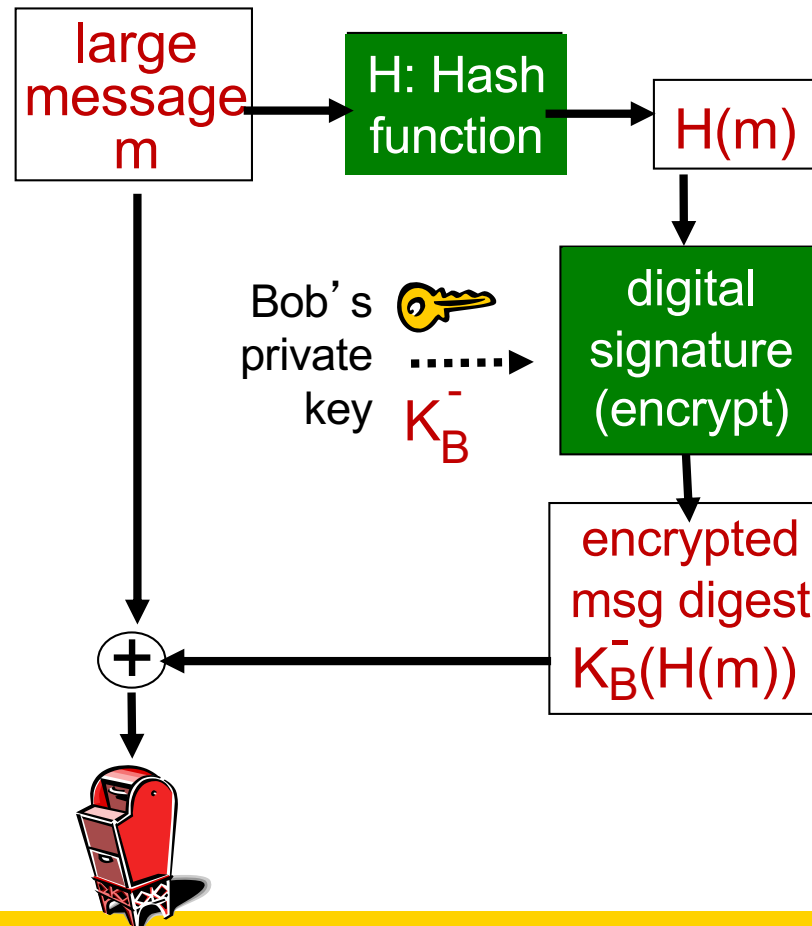 large
message
m
H: Hash
function
H(m)
Bob's
private
key
K_B^-
digital
signature
(encrypt)
encrypted
msg digest
K_B^-(H(m))
+